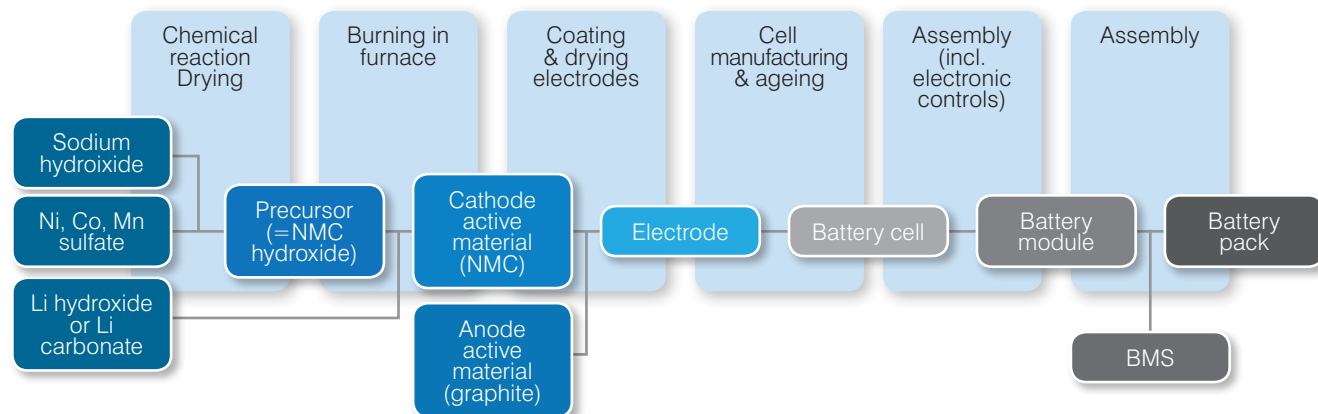 Chemical
reaction
Drying
Burning in
furnace
Coating
& drying
electrodes
Cell
manufacturing
& ageing
Assembly
(incl.
electronic
controls)
Assembly
Sodium
hydroixide
Ni, Co, Mn
sulfate
Li hydroxide
or Li
carbonate
Precursor
(=NMC
hydroxide)
Cathode
active
material
(NMC)
Anode
active
material
(graphite)
Electrode
Battery cell
Battery
module
Battery
pack
BMS